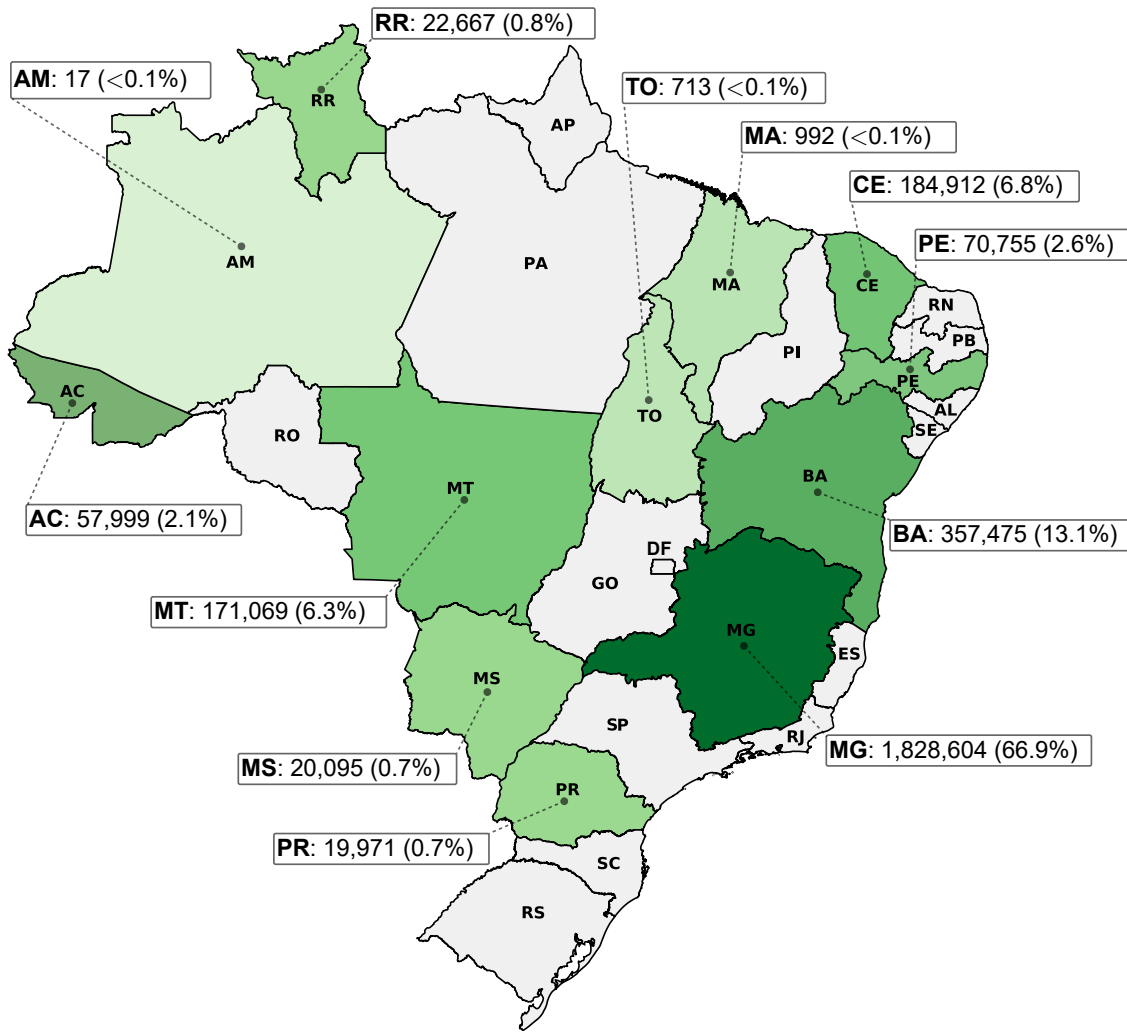 RR: 22,667 (0.8%)
AM: 17 (<0.1%)
TO: 713 (<0.1%)
RR
AP
MA: 992 (<0.1%)
CE: 184,912 (6.8%)
PE: 70,755 (2.6%)
AM
PA
MA
CE
RN
PB
PI
PE
AC
AL
TO
SE
RO
BA
MT
AC: 57,999 (2.1%)
BA: 357,475 (13.1%)
DF
GO
MT: 171,069 (6.3%)
MG
ES
MS
SP
RJ
MG: 1,828,604 (66.9%)
MS: 20,095 (0.7%)
PR
PR: 19,971 (0.7%)
SC
RS